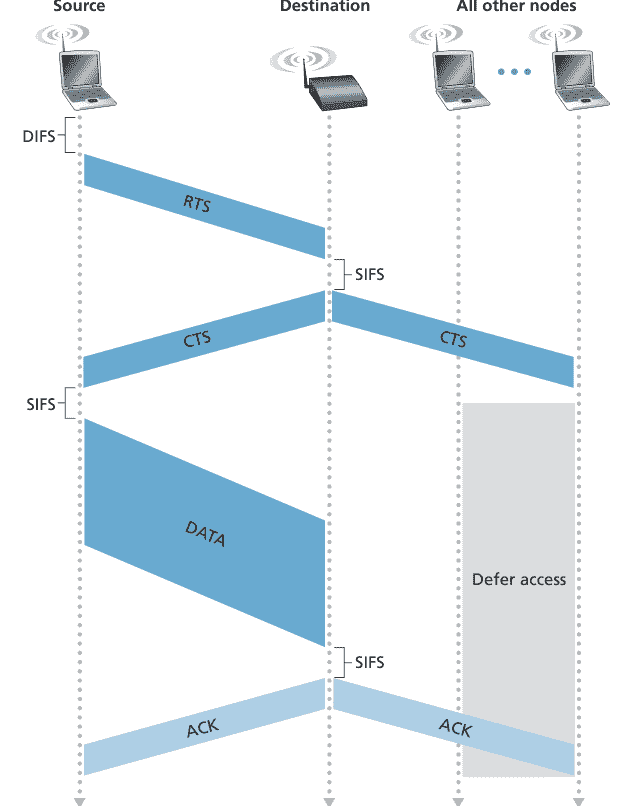 Source
Destination
All other nodes
DIFS
RTS
SIFS
CTS
CTS
SIFS
DATA
Defer access
SIFS
ACK
ACK